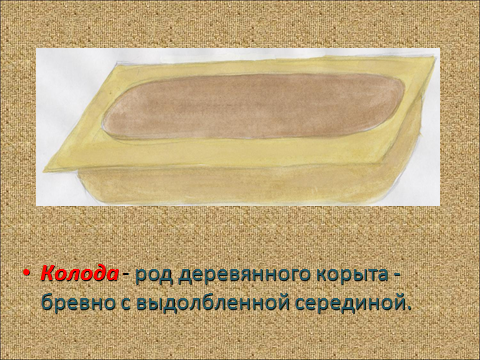 • Колода - род деревянного корыта -
бревно с выдолбленной серединой.